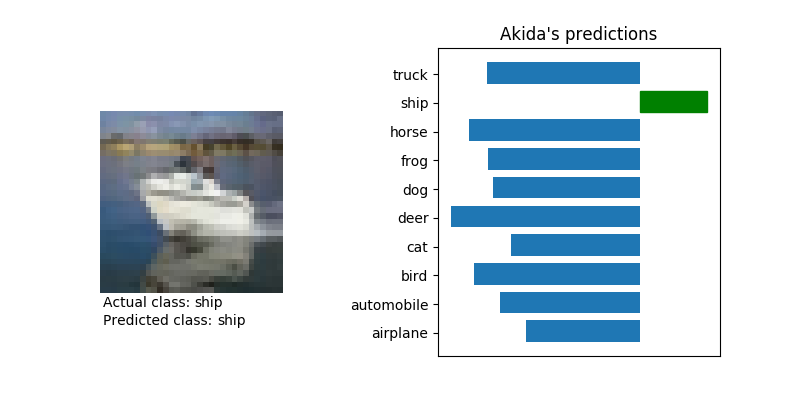 Akida's predictions
truck
ship
horse
frog
dog
deer
cat
bird
automobile
airplane
Actual class: ship
Predicted class: ship